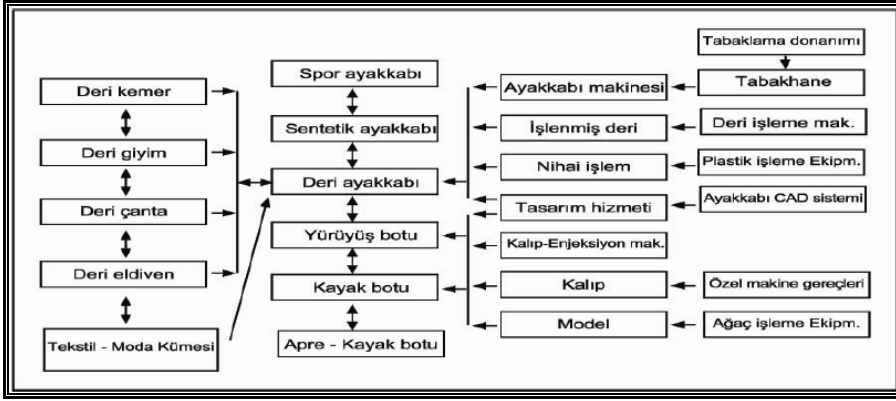 Tabaklama donanımı
Spor ayakkabı
Deri kemer
Ayakkabı makinesi
Tabakhane
Sentetik ayakkabı
İşlenmiş deri
Deri işleme mak.
Deri giyim
Nihai işlem
Plastik işleme Ekipm.
Deri ayakkabı
Deri çanta
Tasarım hizmeti
Ayakkabı CAD sistemi
Yürüyüş botu
Kalıp-Enjeksiyon mak.
Deri eldiven
Kayak botu
Kalıp
Özel makine gereçleri
Tekstil - Moda Kümesi
Apre - Kayak botu
Model
Ağaç işleme Ekipm.